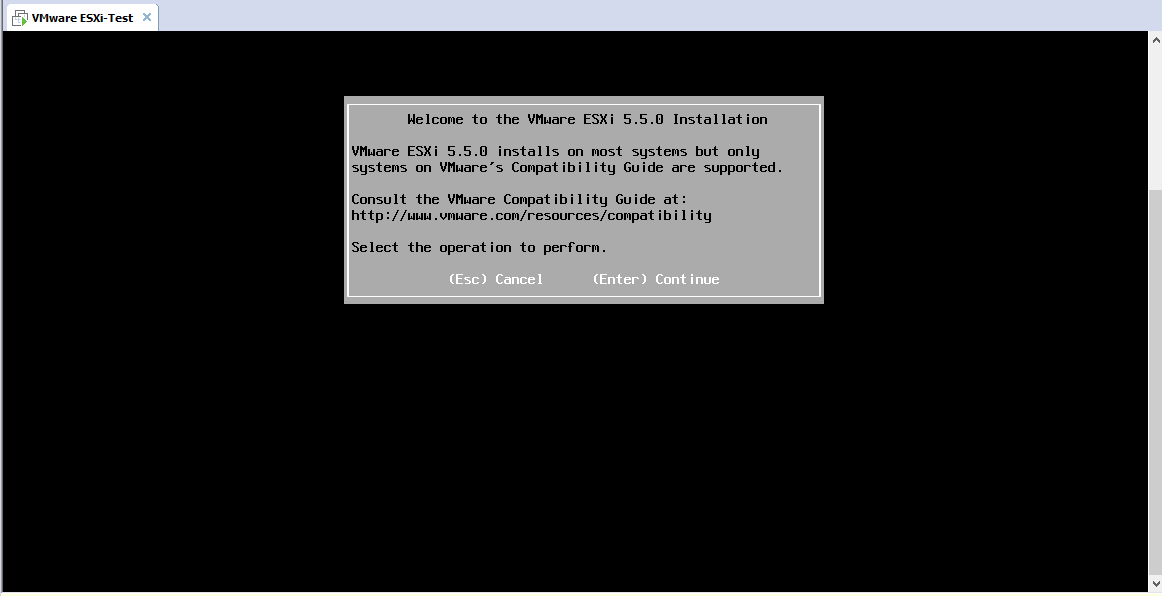 VMware ESXi-Test
Welcome to the VMware ESXi 5.5.0 Installation
VMware ESXi 5.5.0 installs on most systems but only
systems on VMware's Compatibility Guide are supported.
Consult the VMware Compatibility Guide at:
http://www.vmware.com/resources/compatibility
Select the operation to perform.
(Esc) Cancel (Enter) Continue